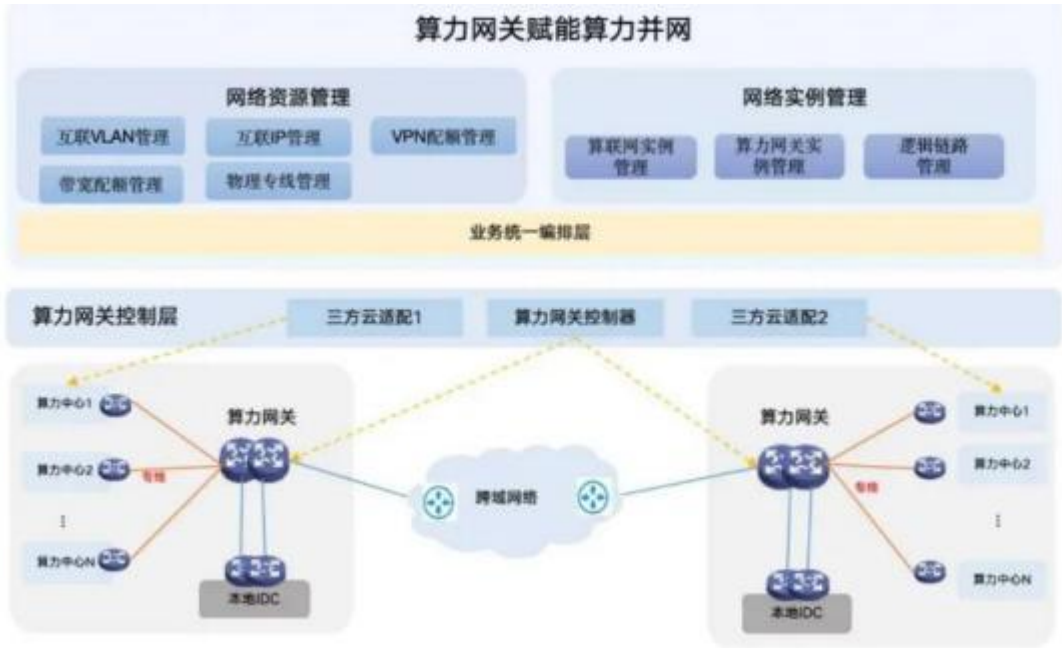 算力网关赋能算力并网
网络资源管理
互联VLAN管理
互联IP管理
VPN配额管理
带宽配额管理
物理专线管理
网络实例管理
算联网实例
管理
算力网关实
例管理
逻辑链路
管理
业务统一编排层
算力网关控制层
三方云适配1
算力网关控制器
三方云适配2
算力中心1
算力中心2
⋮
算力中心N
专线
算力网关
本地IDC
跨域网络
算力网关
本地IDC
专线
算力中心1
算力中心2
⋮
算力中心N